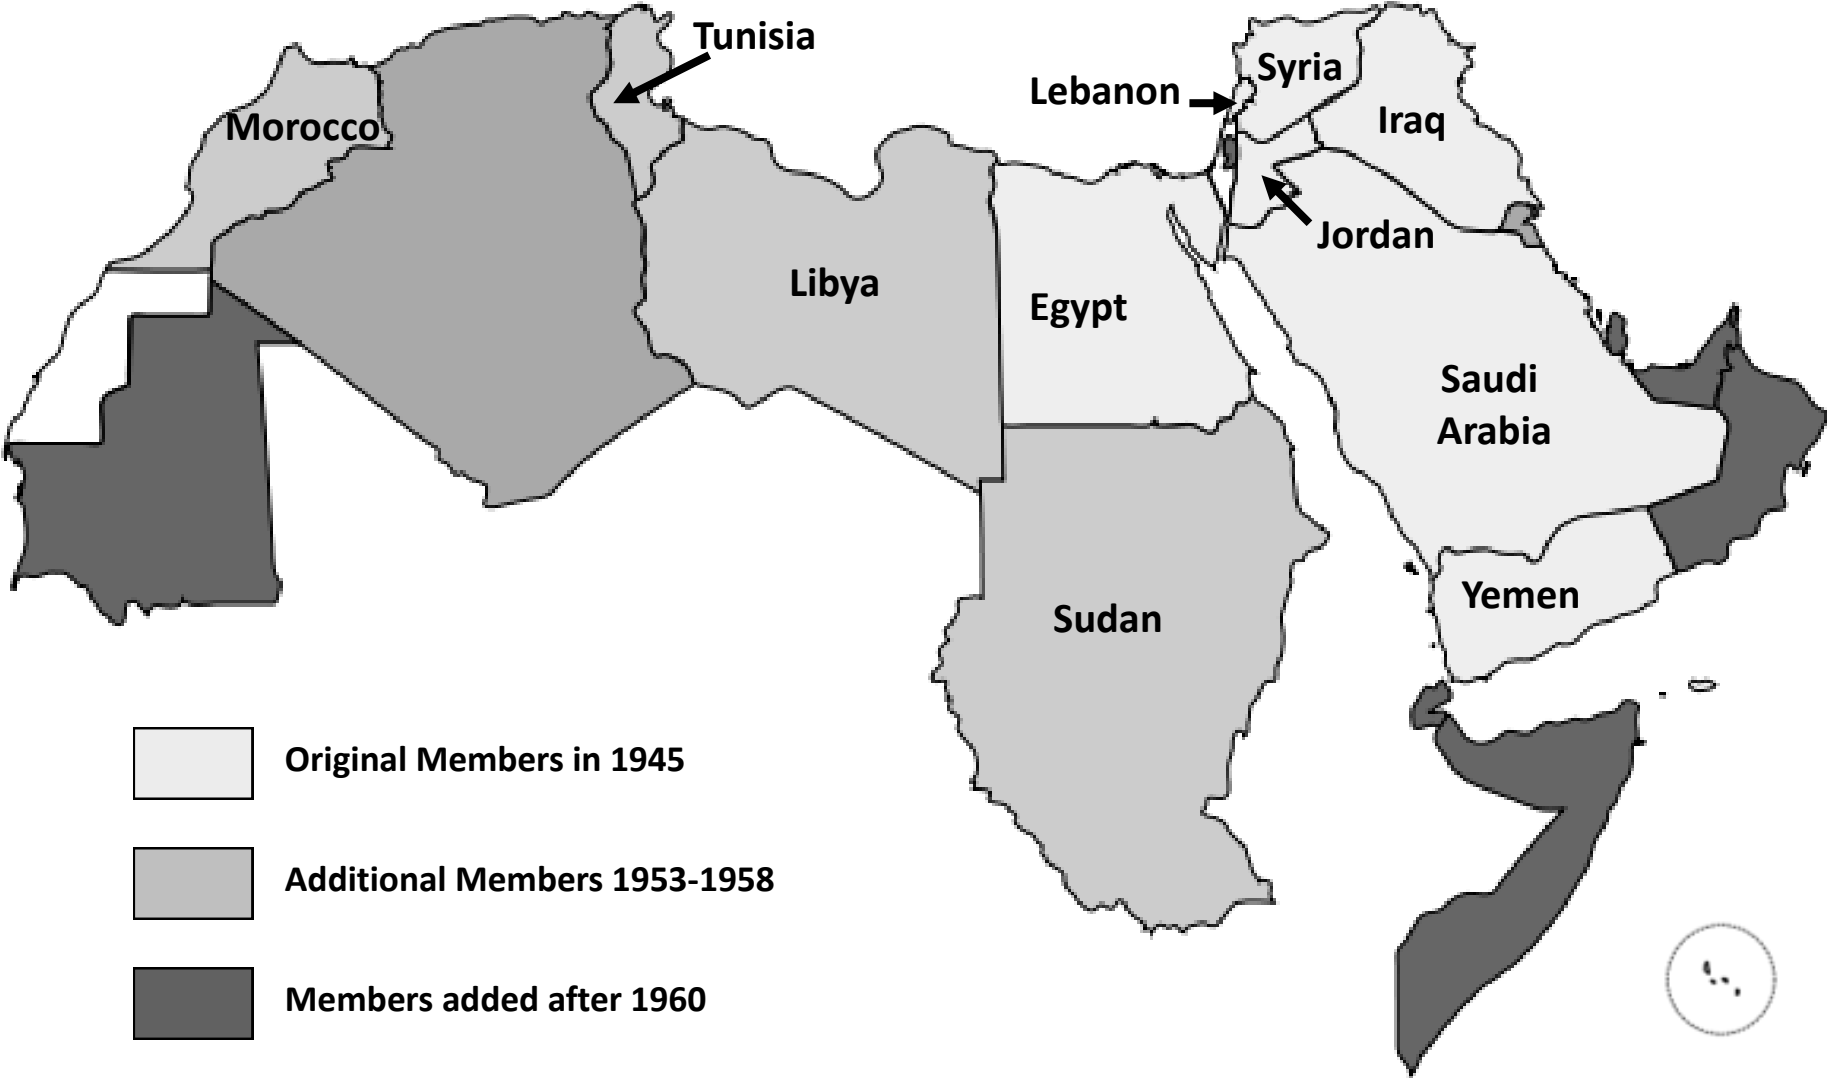 Tunisia
Syria
Lebanon
Iraq
Morocco
Jordan
Libya
Egypt
Saudi
Arabia
Yemen
Sudan
Original Members in 1945
Additional Members 1953-1958
Members added after 1960